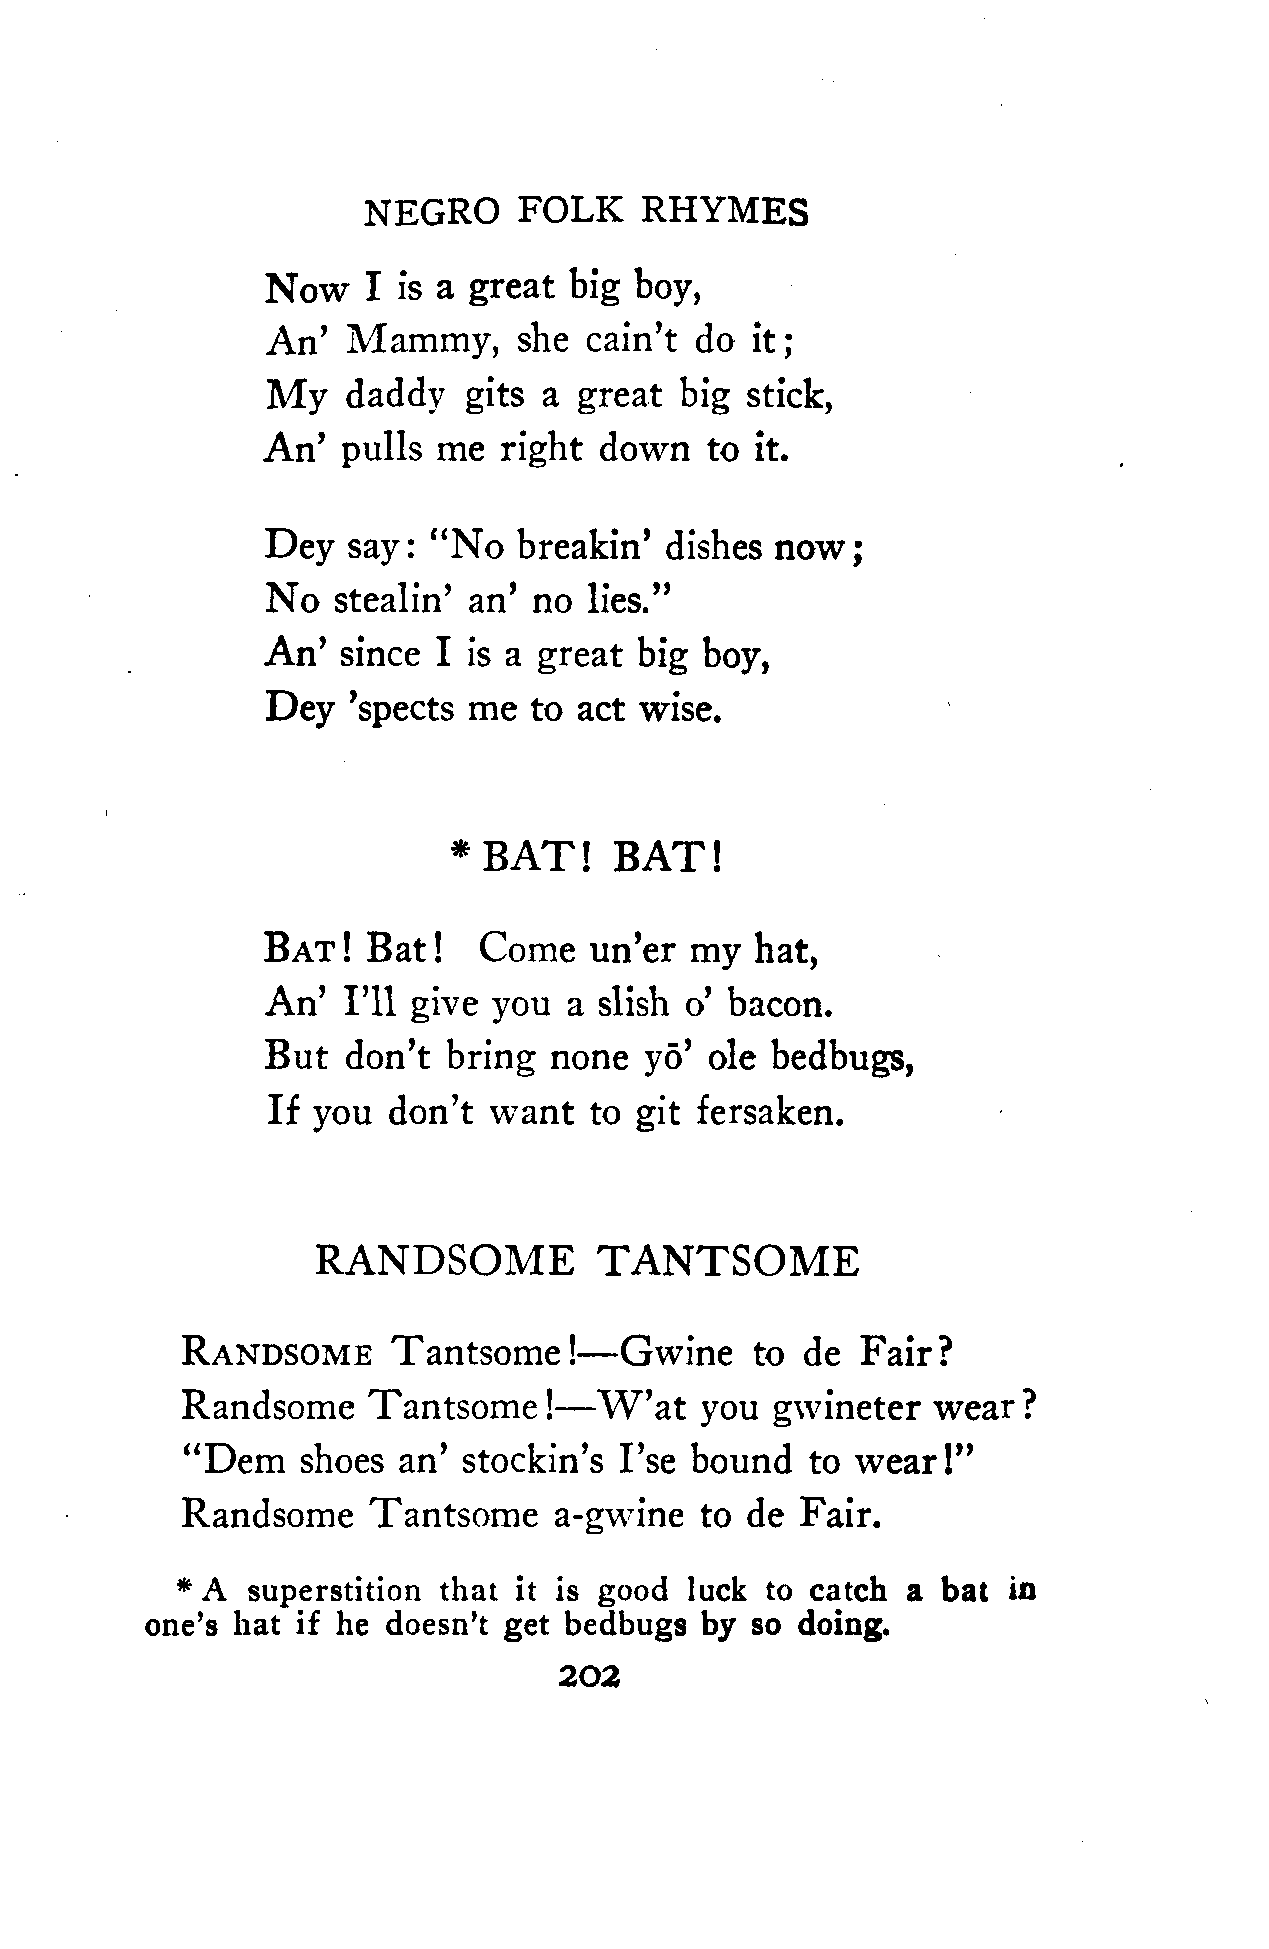 NEGRO FOLK RHYMES
Now I is a great big boy,
An' Mammy, she cain't do it;
My daddy gits a great big stick,
An' pulls me right down to it.
Dey say: "No breakin' dishes now;
No stealin' an' no lies."
An' since I is a great big boy,
Dey 'spects me to act wise.
* BAT! BAT!
BAT! Bat! Come un'er my hat,
An' I'll give you a slish o' bacon.
But don't bring none yō' ole bedbugs,
If you don't want to git fersaken.
RANDSOME TANTSOME
RANDSOME Tantsome!—Gwine to de Fair?
Randsome Tantsome!—W'at you gwineter wear?
"Dem shoes an' stockin's I'se bound to wear!"
Randsome Tantsome a-gwine to de Fair.
* A superstition that it is good luck to catch a bat in
one's hat if he doesn't get bedbugs by so doing.
202